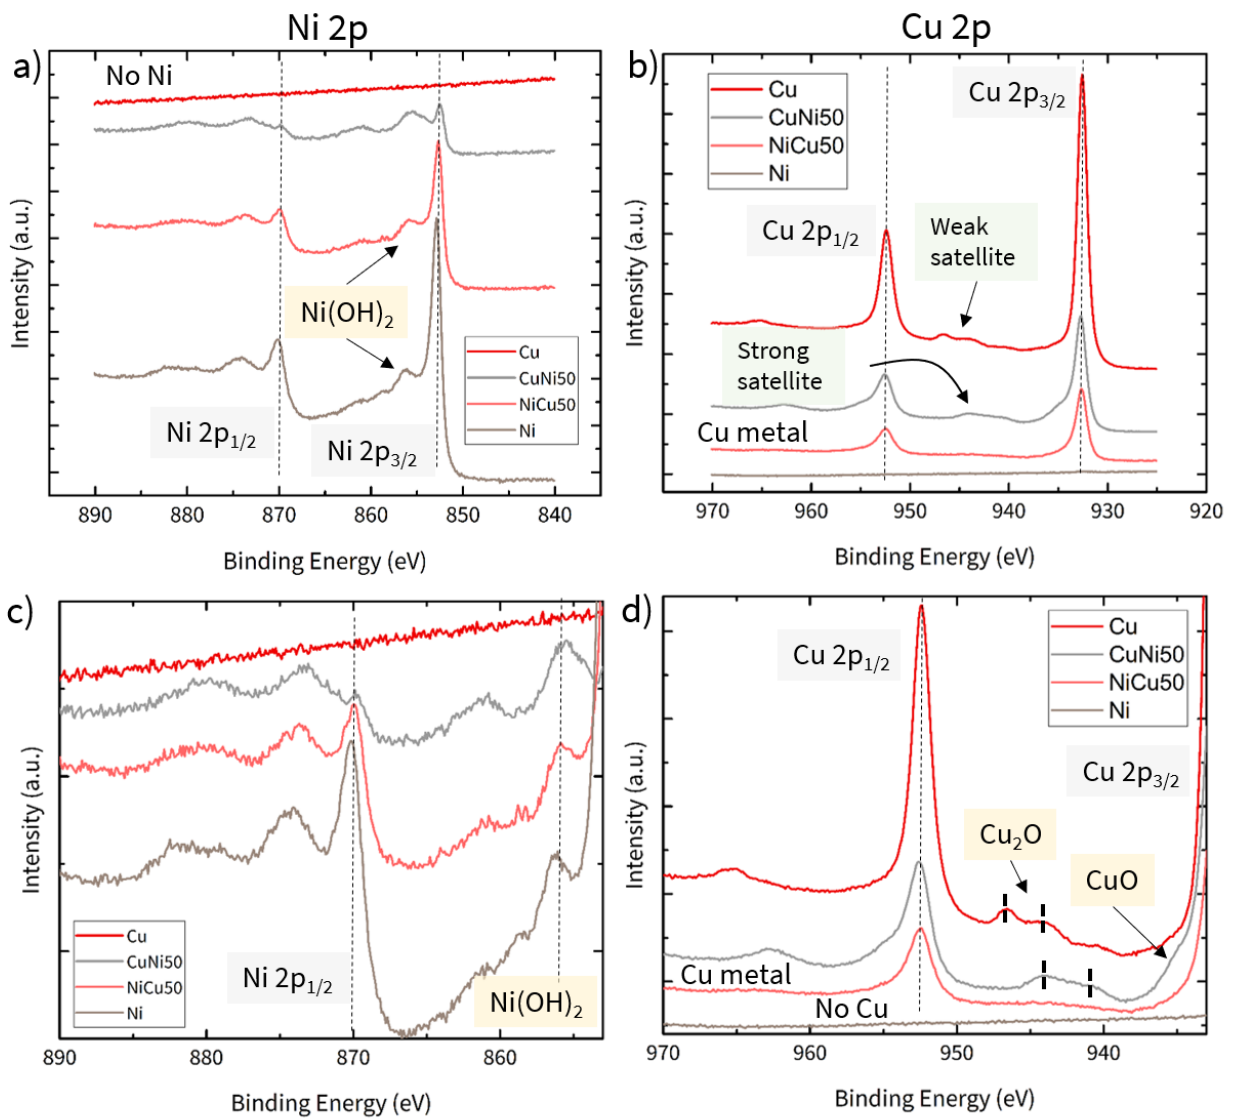 Ni 2p
Cu 2p
a)
No Ni
Ni(OH)2
Ni 2p1/2
Ni 2p3/2
Cu
CuNi50
NiCu50
Ni
Intensity (a.u.)
890 880 870 860 850 840
Binding Energy (eV)
b)
Cu
CuNi50
NiCu50
Ni
Cu 2p3/2
Cu 2p1/2
Weak
satellite
Strong
satellite
Cu metal
Intensity (a.u.)
970 960 950 940 930 920
Binding Energy (eV)
c)
Cu
CuNi50
NiCu50
Ni
Ni 2p1/2
Ni(OH)2
Intensity (a.u.)
890 880 870 860
Binding Energy (eV)
d)
Cu 2p1/2
Cu
CuNi50
NiCu50
Ni
Cu 2p3/2
Cu2O
CuO
Cu metal
No Cu
Intensity (a.u.)
970 960 950 940
Binding Energy (eV)